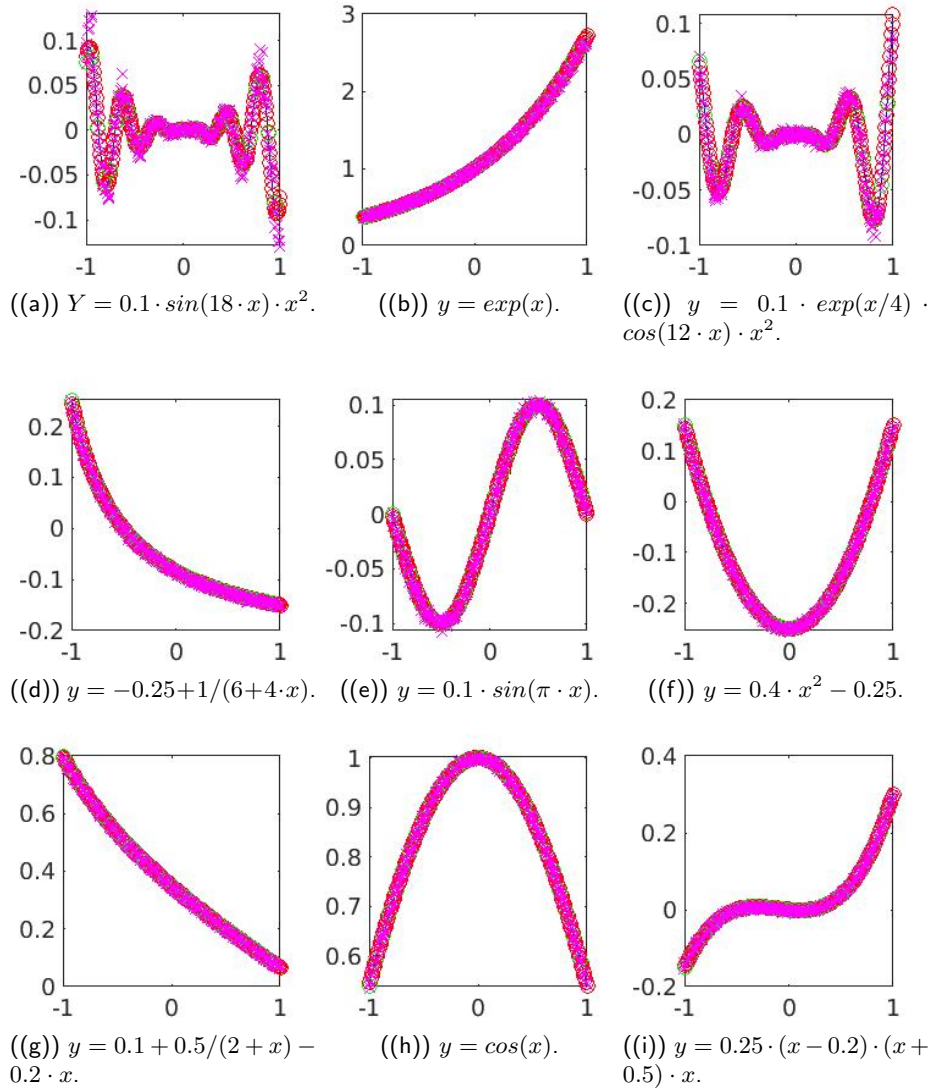 0.1
0.05
0
-0.05
-0.1
-1 0 1
((a)) Y = 0.1 · sin(18 · x) · x².
3
2
1
0
-1 0 1
((b)) y = exp(x).
0.1
0.05
0
-0.05
-0.1
-1 0 1
((c)) y = 0.1 · exp(x/4) ·
cos(12 · x) · x².
0.2
0.1
0
-0.1
-0.2
-1 0 1
((d)) y = −0.25+1/(6+4·x).
0.1
0.05
0
-0.05
-0.1
-1 0 1
((e)) y = 0.1 · sin(π · x).
0.2
0.1
0
-0.1
-0.2
-1 0 1
((f)) y = 0.4 · x² − 0.25.
0.8
0.6
0.4
0.2
0
-1 0 1
((g)) y = 0.1 + 0.5/(2 + x) −
0.2 · x.
1
0.9
0.8
0.7
0.6
-1 0 1
((h)) y = cos(x).
0.4
0.2
0
-0.2
-1 0 1
((i)) y = 0.25 · (x − 0.2) · (x +
0.5) · x.